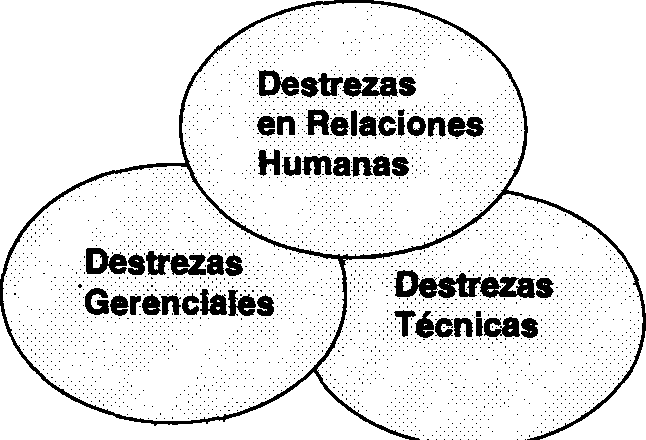 Destrezas
en Relaciones
Humanas
Destrezas
Gerenciales
Destrezas
Técnicas